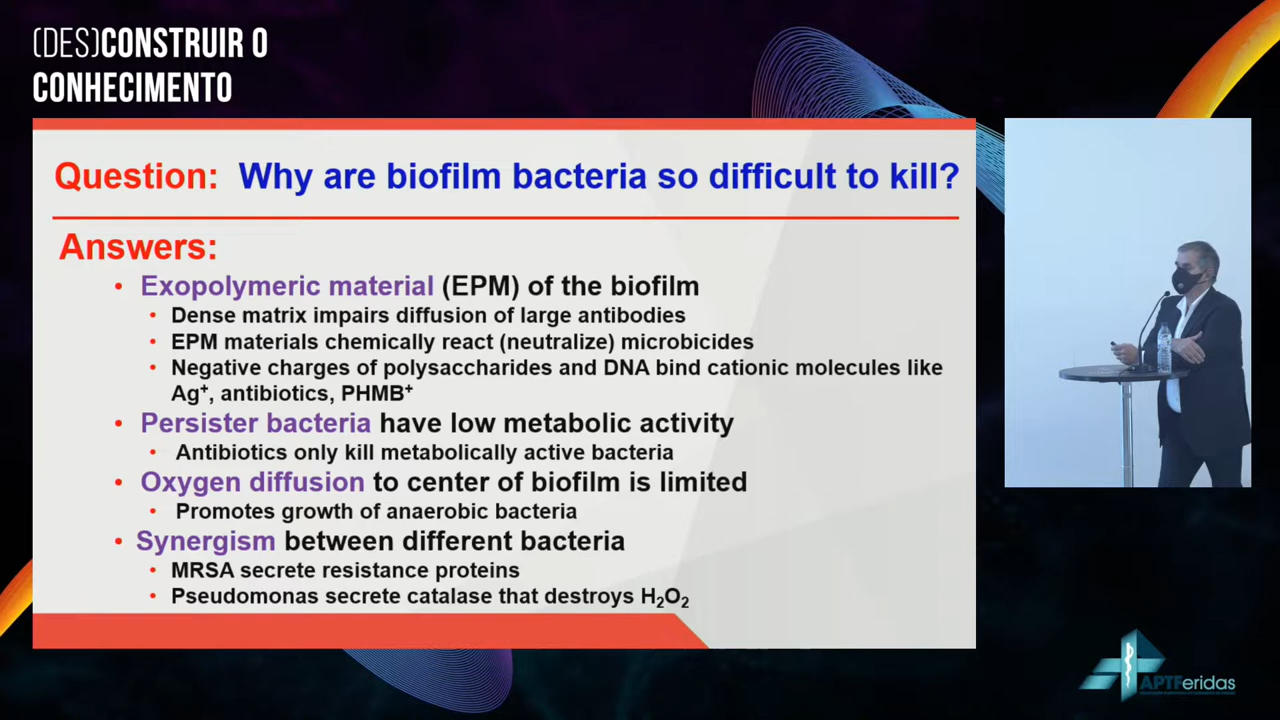 (DES)CONSTRUIR O
CONHECIMENTO
Question: Why are biofilm bacteria so difficult to kill?
Answers:
• Exopolymeric material (EPM) of the biofilm
• Dense matrix impairs diffusion of large antibodies
• EPM materials chemically react (neutralize) microbicides
• Negative charges of polysaccharides and DNA bind cationic molecules like
Ag⁺, antibiotics, PHMB⁺
• Persister bacteria have low metabolic activity
• Antibiotics only kill metabolically active bacteria
• Oxygen diffusion to center of biofilm is limited
• Promotes growth of anaerobic bacteria
• Synergism between different bacteria
• MRSA secrete resistance proteins
• Pseudomonas secrete catalase that destroys H₂O₂
APTFeridas